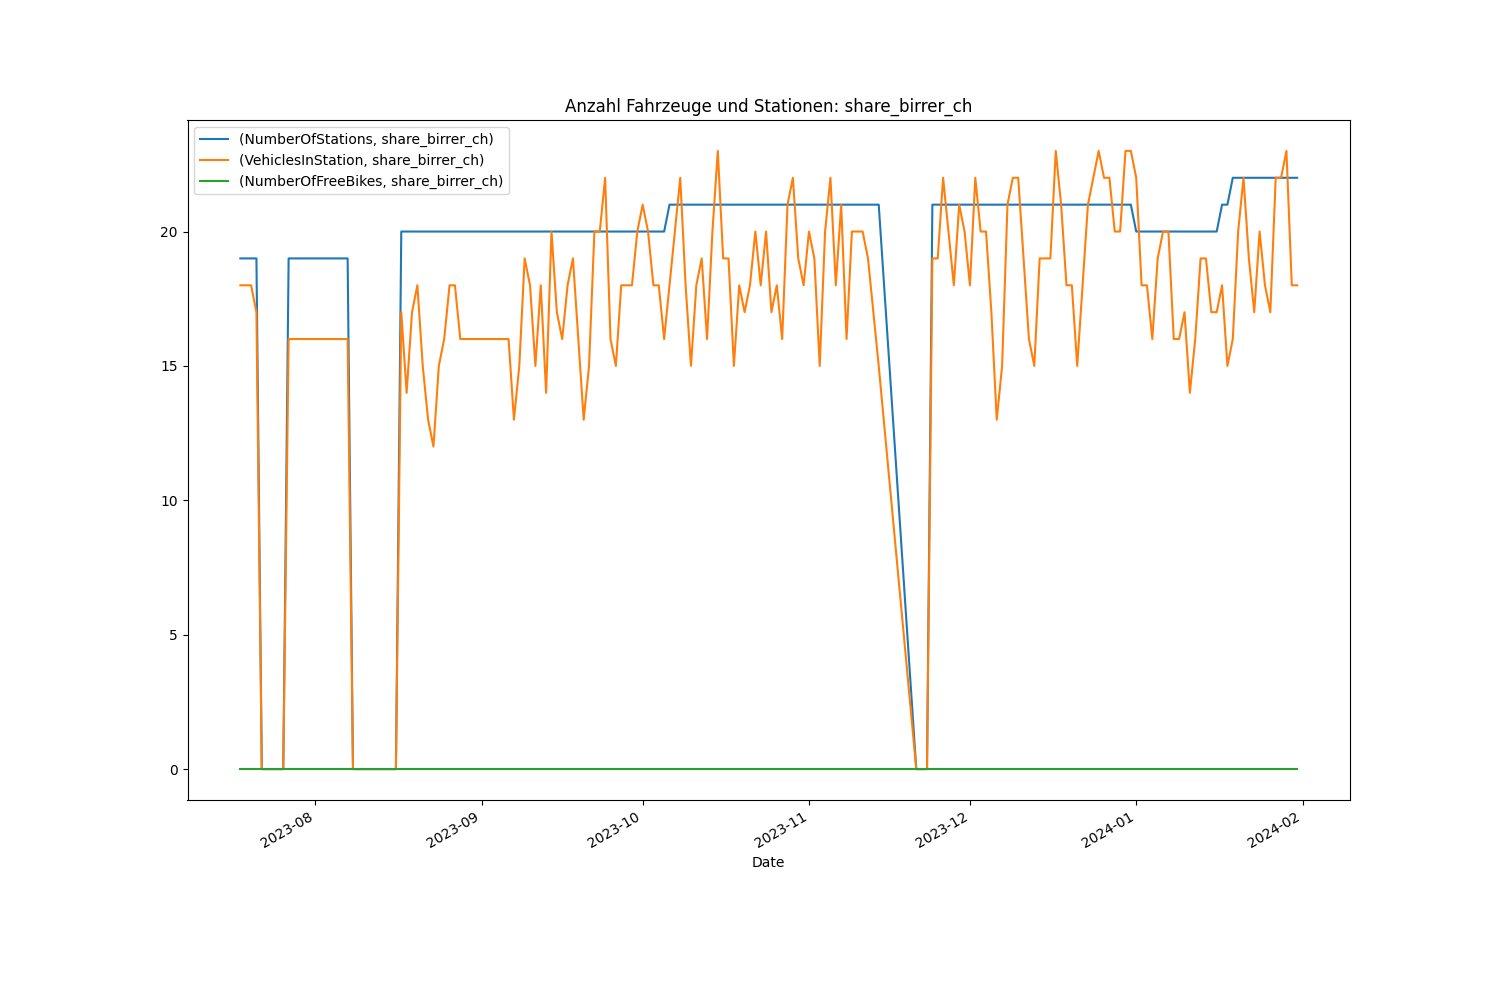 Anzahl Fahrzeuge und Stationen: share_birrer_ch
(NumberOfStations, share_birrer_ch)
(VehiclesInStation, share_birrer_ch)
(NumberOfFreeBikes, share_birrer_ch)
20
15
10
5
0
2023-08
2023-09
2023-10
2023-11
2023-12
2024-01
2024-02
Date